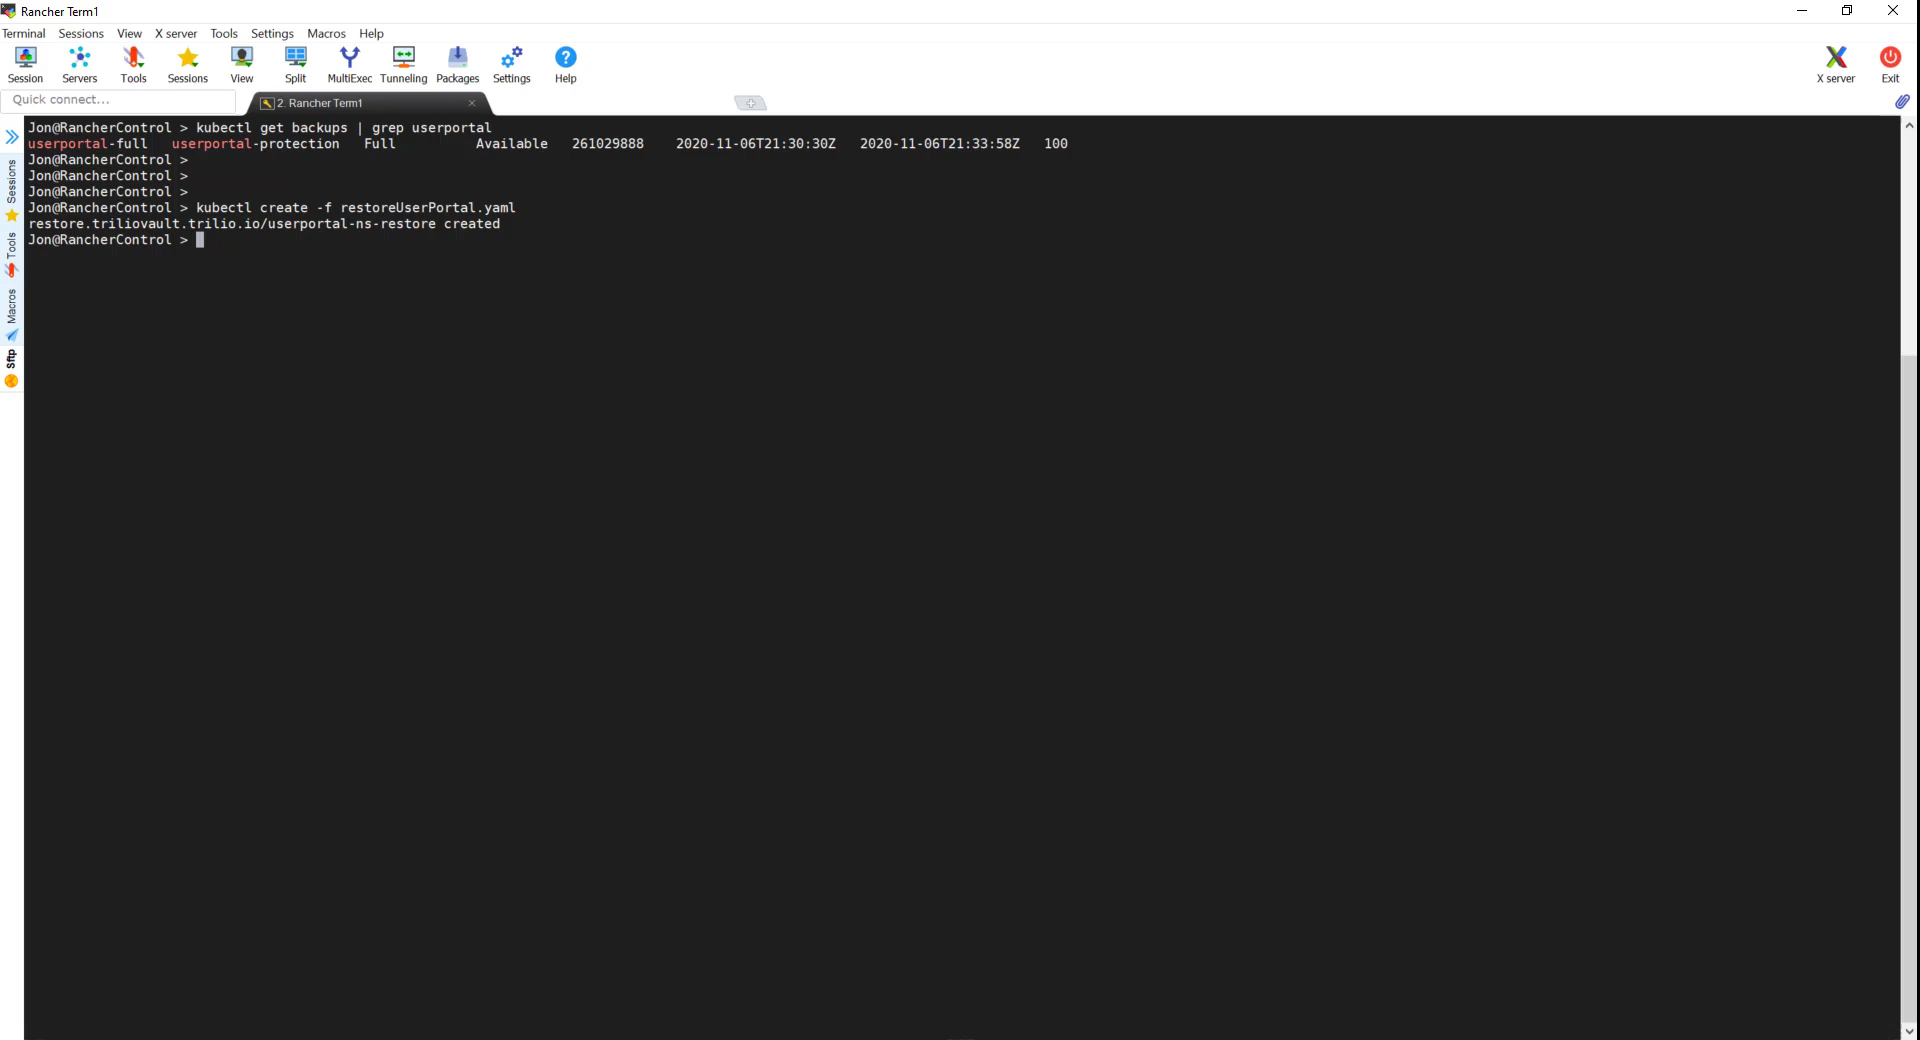 Rancher Term1
Terminal Sessions View X server Tools Settings Macros Help
Session Servers Tools Sessions View Split MultiExec Tunneling Packages Settings Help X server Exit
Quick connect... 2. Rancher Term1
Jon@RancherControl > kubectl get backups | grep userportal
userportal-full userportal-protection Full Available 261029888 2020-11-06T21:30:30Z 2020-11-06T21:33:58Z 100
Jon@RancherControl >
Jon@RancherControl >
Jon@RancherControl >
Jon@RancherControl > kubectl create -f restoreUserPortal.yaml
restore.triliovault.trilio.io/userportal-ns-restore created
Jon@RancherControl >
Sessions
Tools
Macros
Sftp